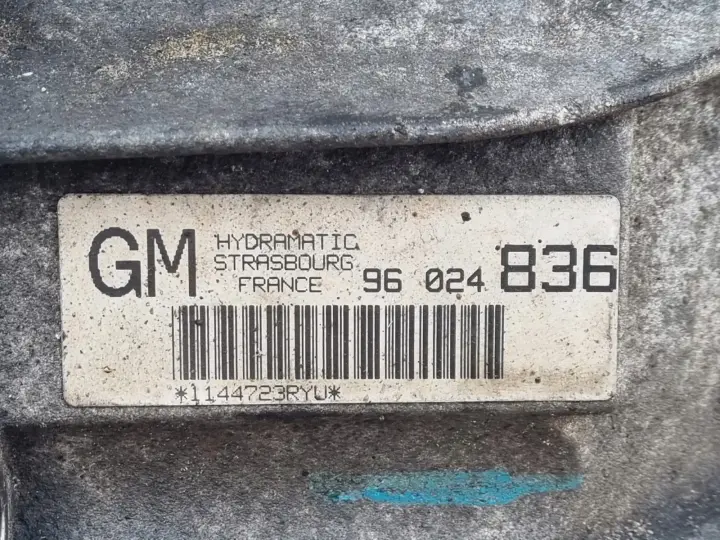 GM HYDRAMATIC
STRASBOURG
FRANCE 96 024 836
*1144723RYU*